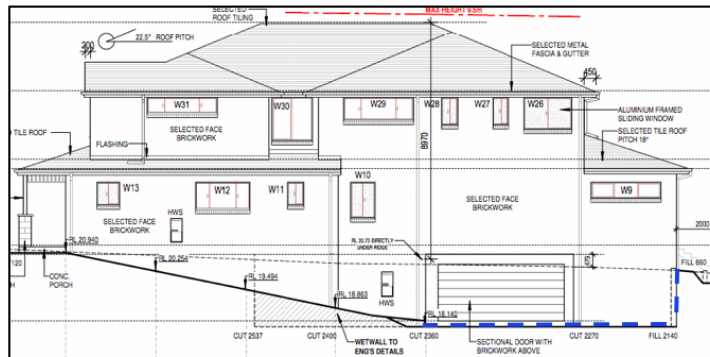 SELECTED
ROOF TILING
MAX HEIGHT 9.5m
200
22.5° ROOF PITCH
SELECTED METAL
FASCIA & GUTTER
450
W31
W30
W29
W28
W27
W26
ALUMINIUM FRAMED
SLIDING WINDOW
SELECTED FACE
BRICKWORK
TILE ROOF
FLASHING
SELECTED TILE ROOF
PITCH 18°
8970
W13
W12
W11
W10
W9
SELECTED FACE
BRICKWORK
SELECTED FACE
BRICKWORK
HWS
2000
RL 20.940
RL 20.72 DIRECTLY
UNDER RIDGE
RL 20.254
120
CONC.
PORCH
RL 19.494
RL 18.863
HWS
RL 18.140
FILL 660
CUT 2537
CUT 2400
CUT 2360
CUT 2270
FILL 2140
WETWALL TO
ENG'S DETAILS
SECTIONAL DOOR WITH
BRICKWORK ABOVE